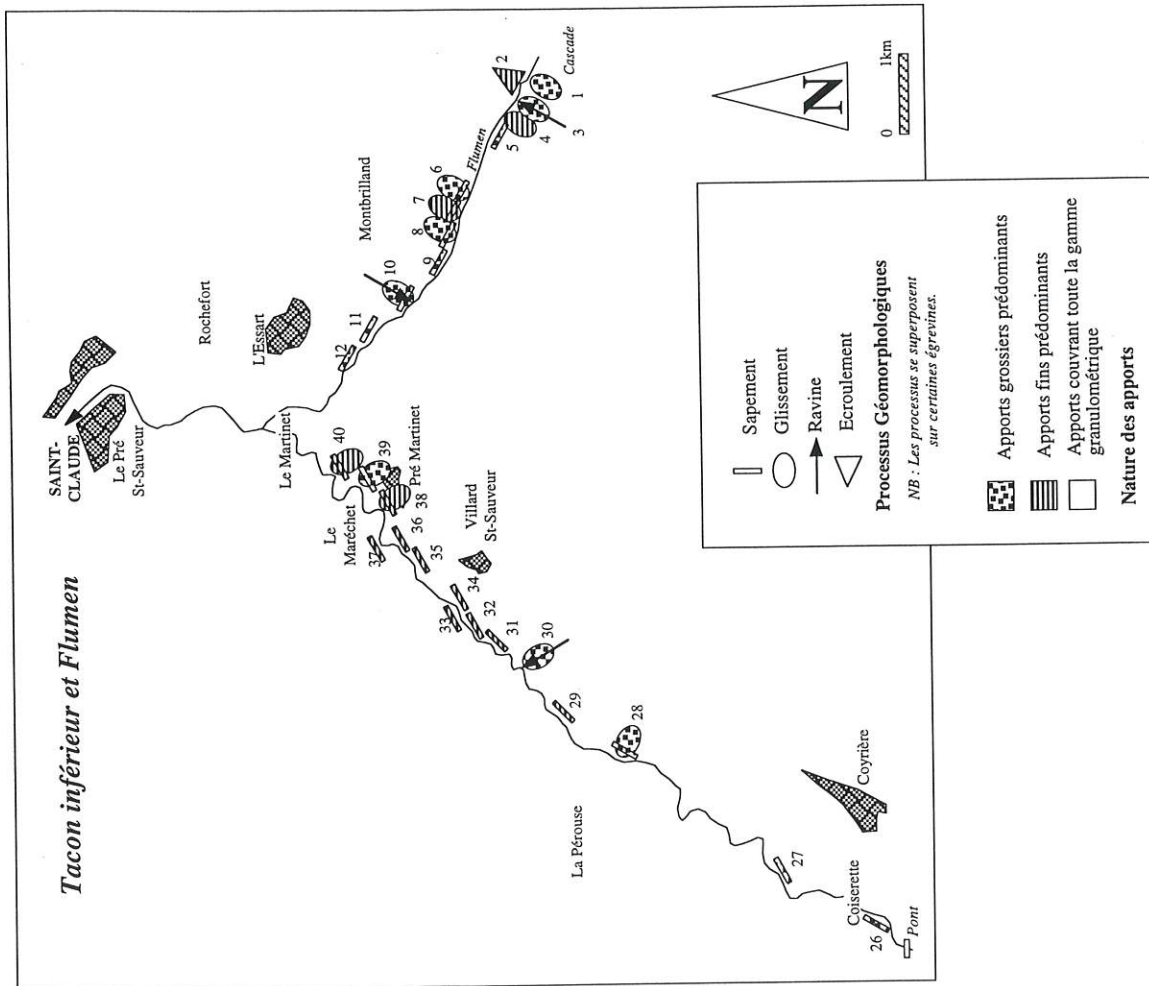 Tacon inférieur et Flumen
SAINT-
CLAUDE
Le Pré
St-Sauveur
Rochefort
L'Essart
Montbrilland
Le Martinet
Le
Maréchet
Pré Martinet
Villard
St-Sauveur
La Pérouse
Coyrière
Coiserette
Pont
Flumen
Cascade
1
2
3
4
5
6
7
8
9
10
11
12
26
27
28
29
30
31
32
33
34
35
36
37
38
39
40
N
0 1km
Sapement
Glissement
Ravine
Ecroulement
Processus Géomorphologiques
NB : Les processus se superposent
sur certaines égrevines.
Apports grossiers prédominants
Apports fins prédominants
Apports couvrant toute la gamme
granulométrique
Nature des apports